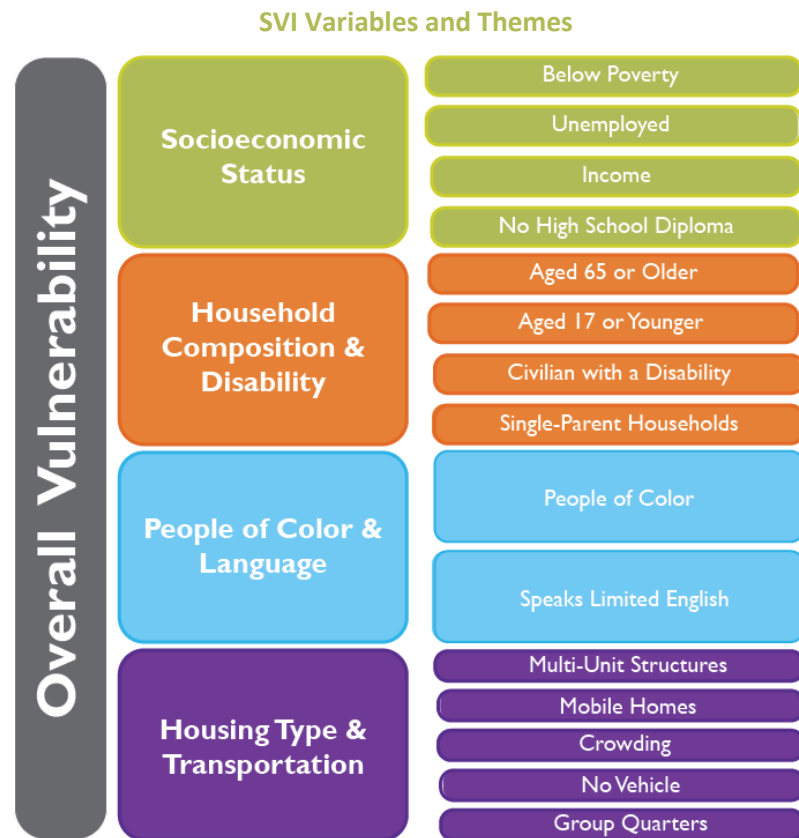 SVI Variables and Themes
Overall Vulnerability
Socioeconomic
Status
Below Poverty
Unemployed
Income
No High School Diploma
Household
Composition &
Disability
Aged 65 or Older
Aged 17 or Younger
Civilian with a Disability
Single-Parent Households
People of Color &
Language
People of Color
Speaks Limited English
Housing Type &
Transportation
Multi-Unit Structures
Mobile Homes
Crowding
No Vehicle
Group Quarters